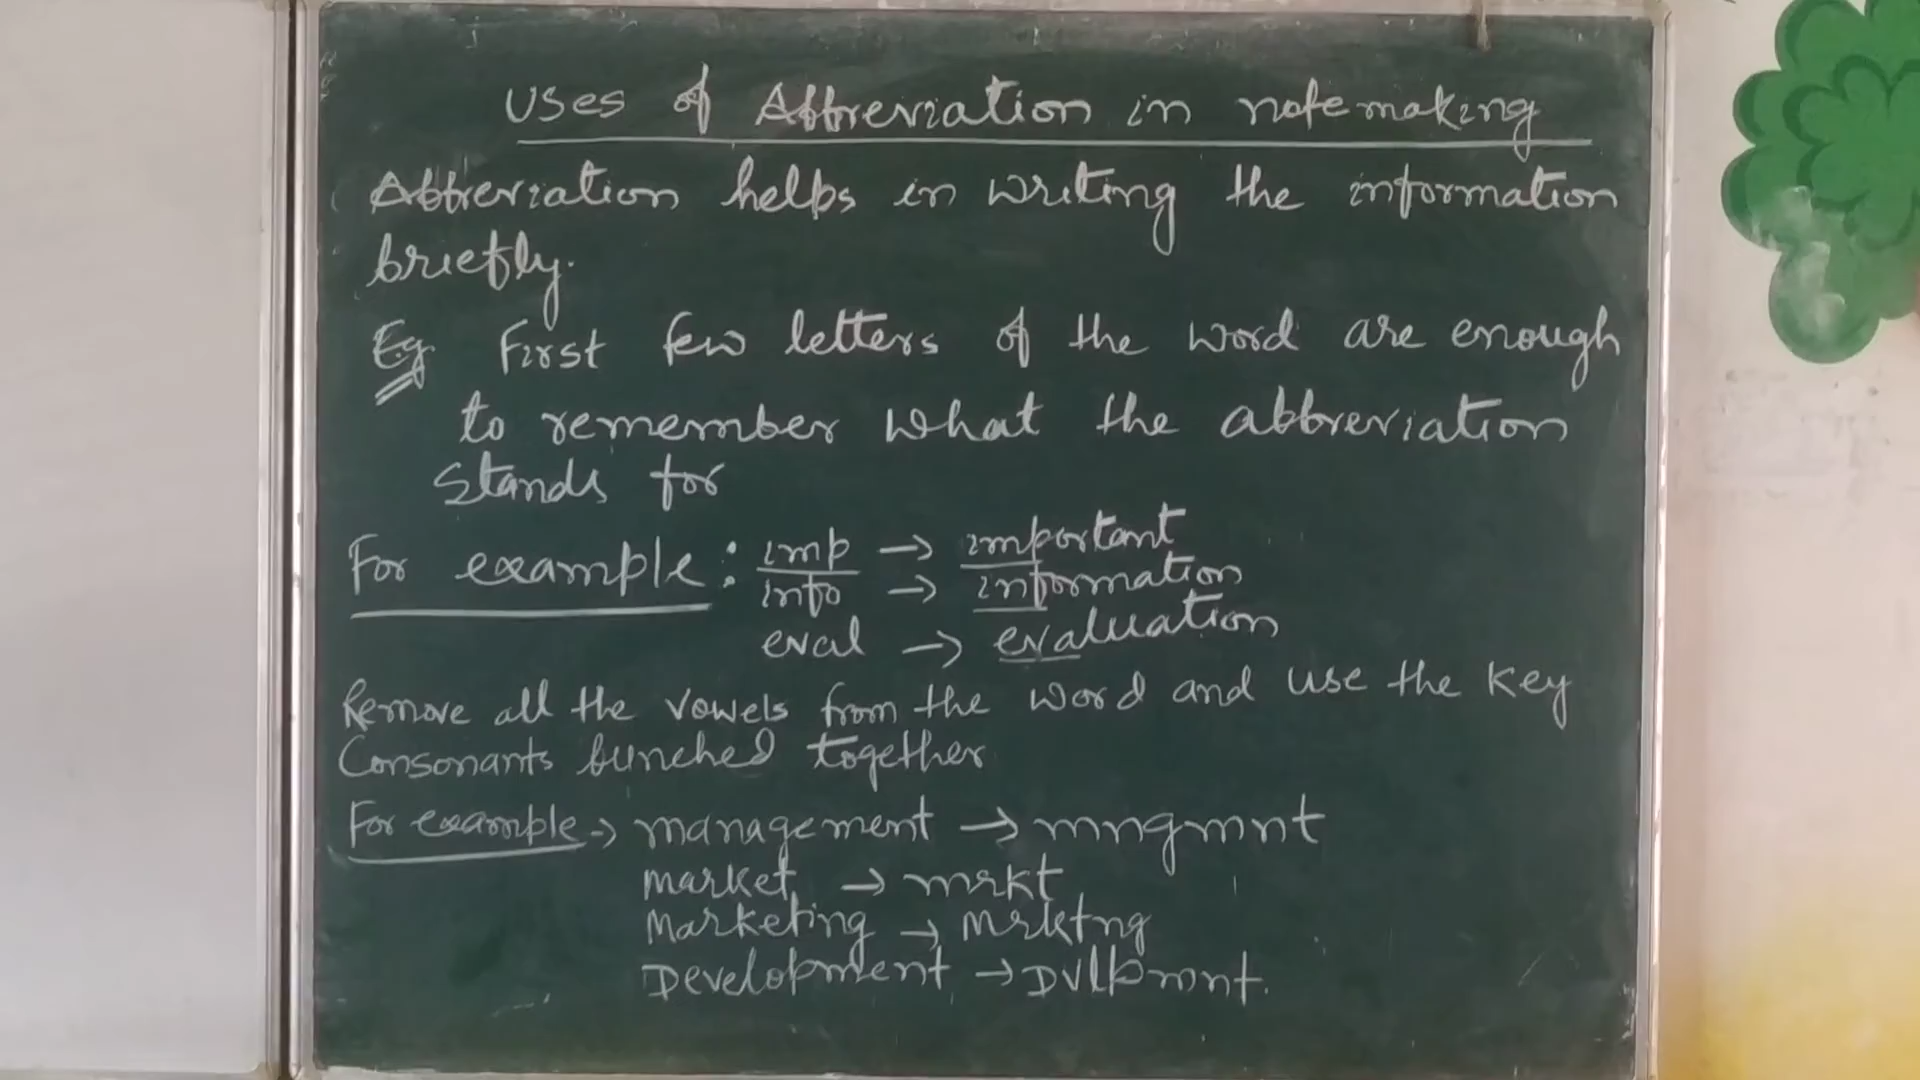 Uses of Abbreviation in notemaking
Abbreviation helps in writing the information
briefly.
Eg First few letters of the word are enough
to remember what the abbreviation
stands for
For example: imp → important
info → information
eval → evaluation
Remove all the vowels from the word and use the key
Consonants bunched together
For example → management → mngmnt
market → mrkt
Marketing → Mrktng
Development → Dvlpmnt.